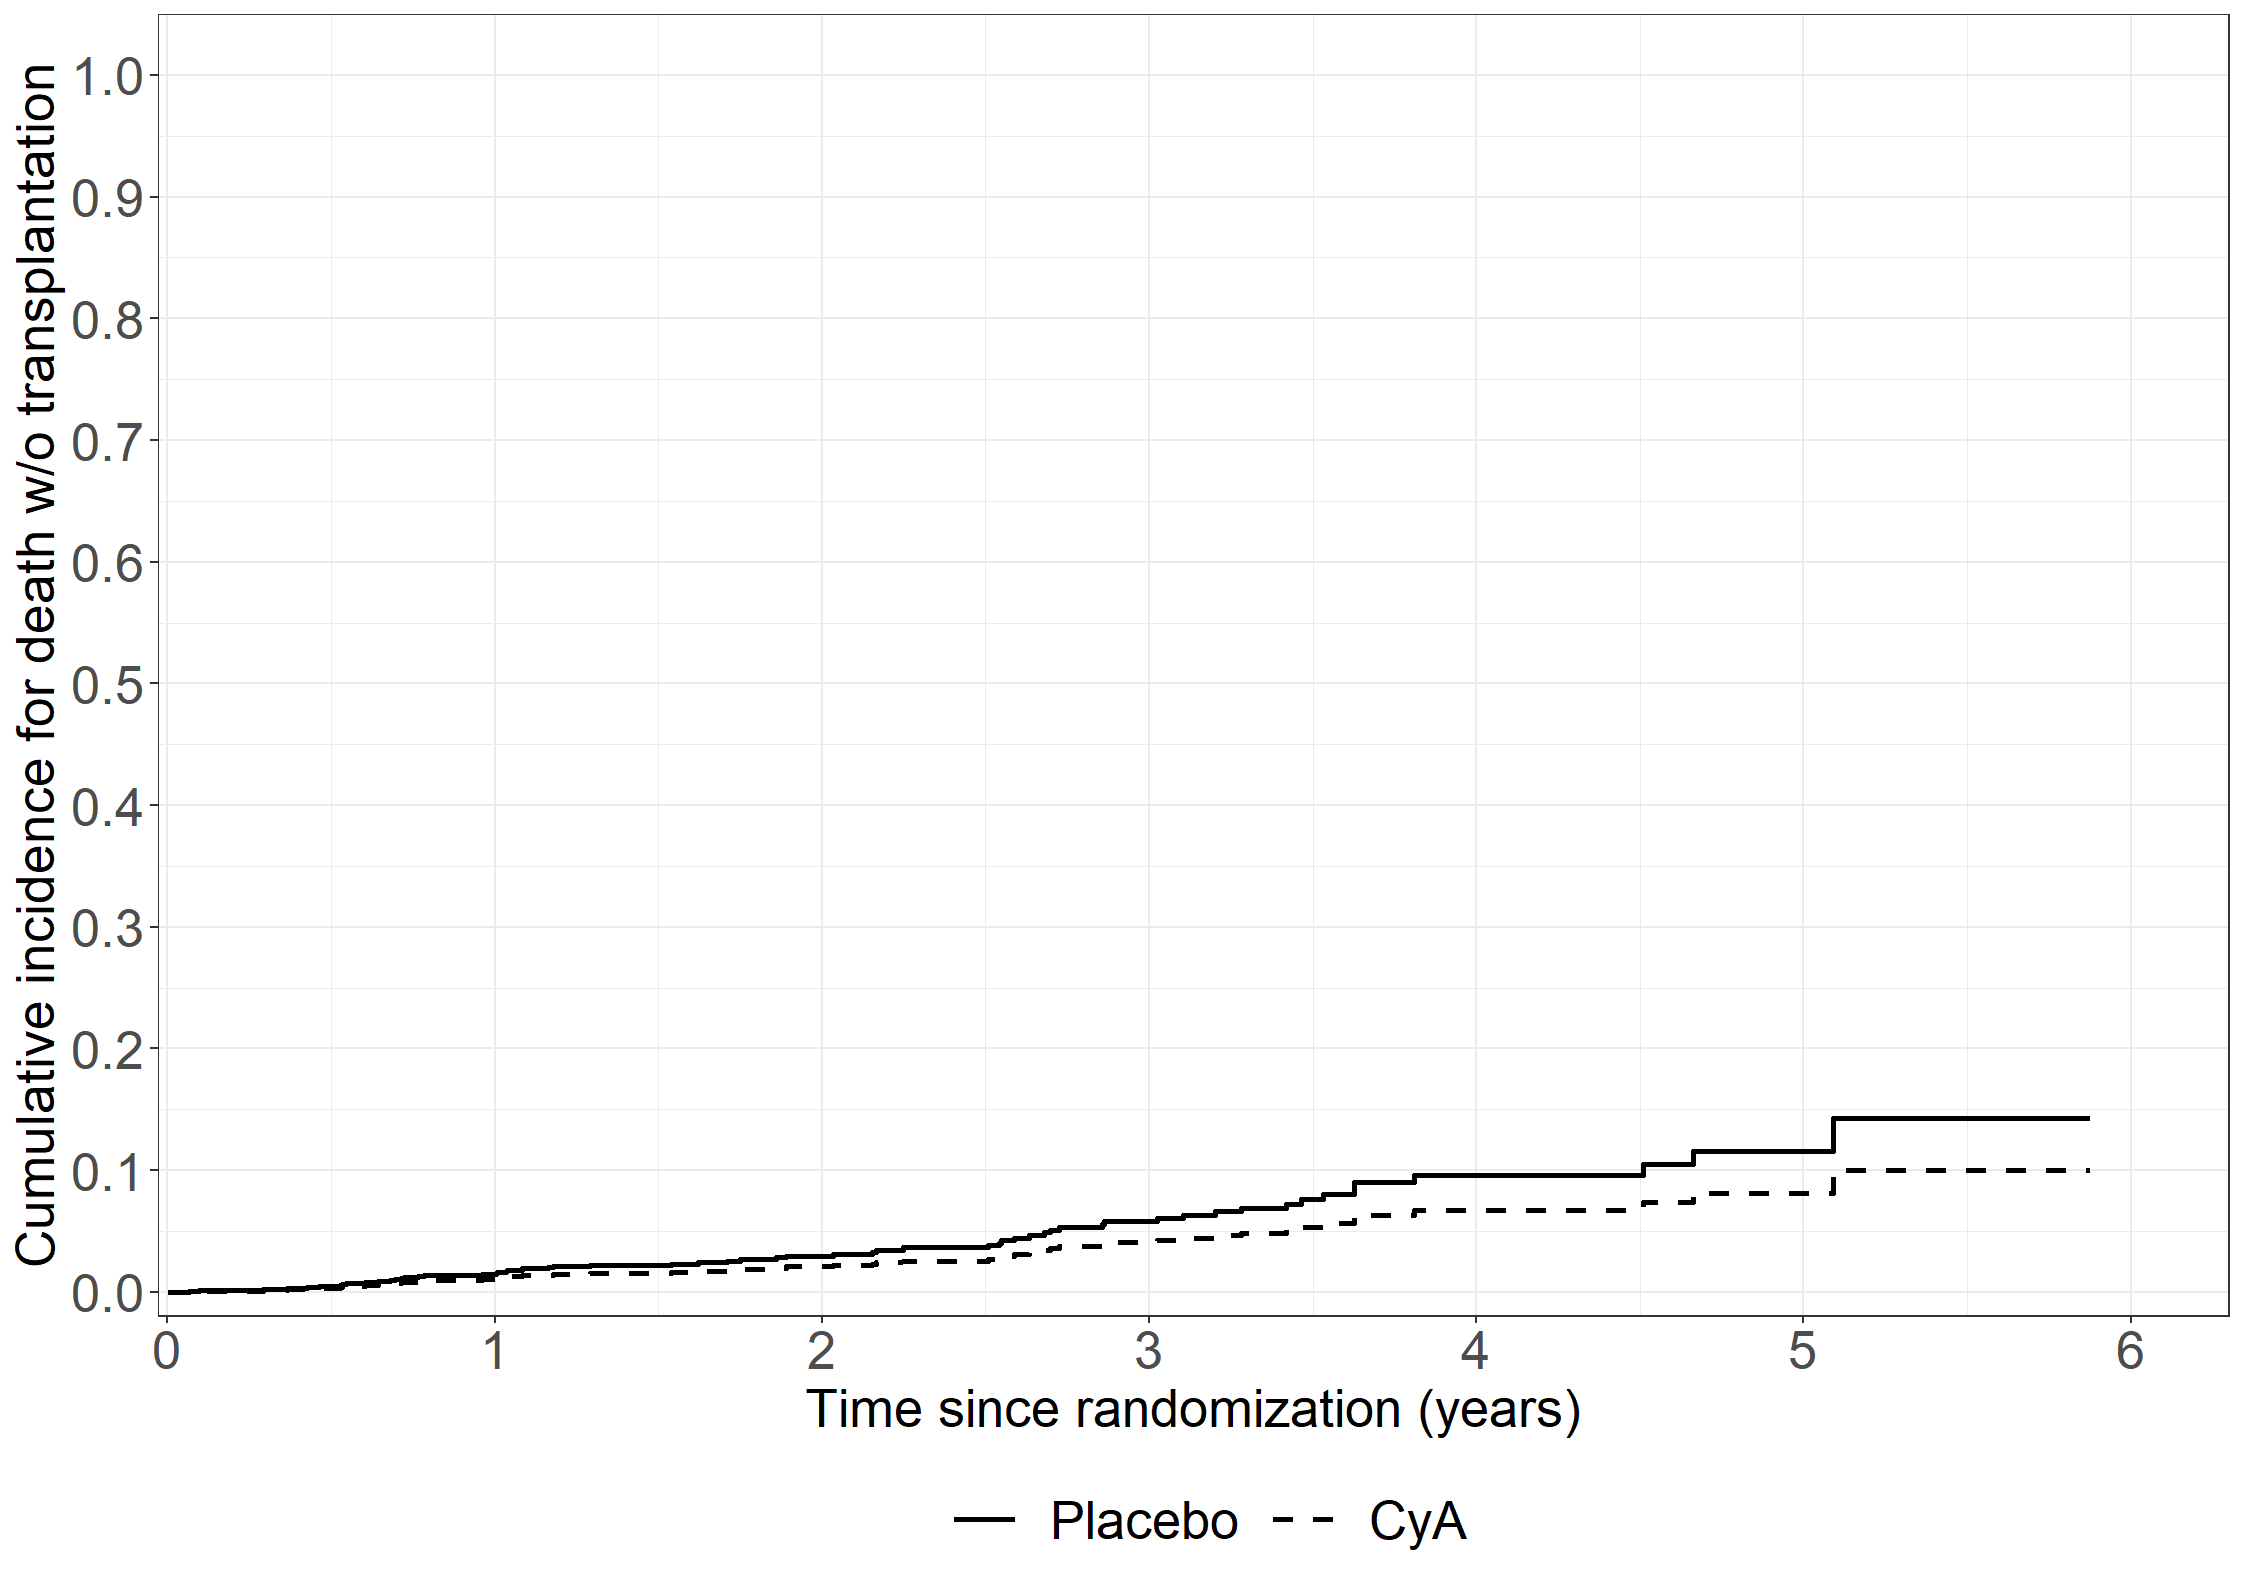 Cumulative incidence for death w/o transplantation
1.0
0.9
0.8
0.7
0.6
0.5
0.4
0.3
0.2
0.1
0.0
0 1 2 3 4 5 6
Time since randomization (years)
Placebo CyA